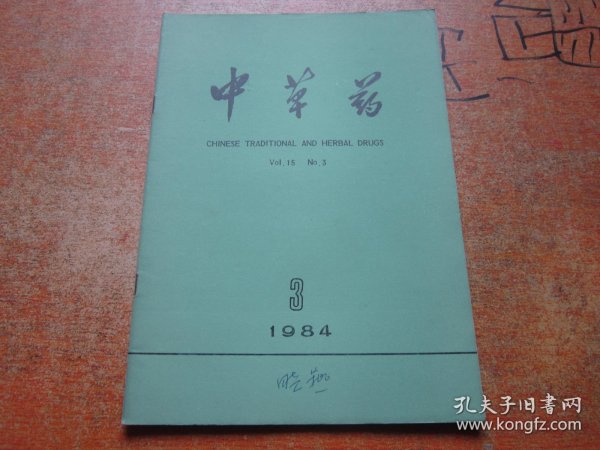 中草药
CHINESE TRADITIONAL AND HERBAL DRUGS
Vol.15 No.3
3
1984
孔夫子旧书网
www.kongfz.com